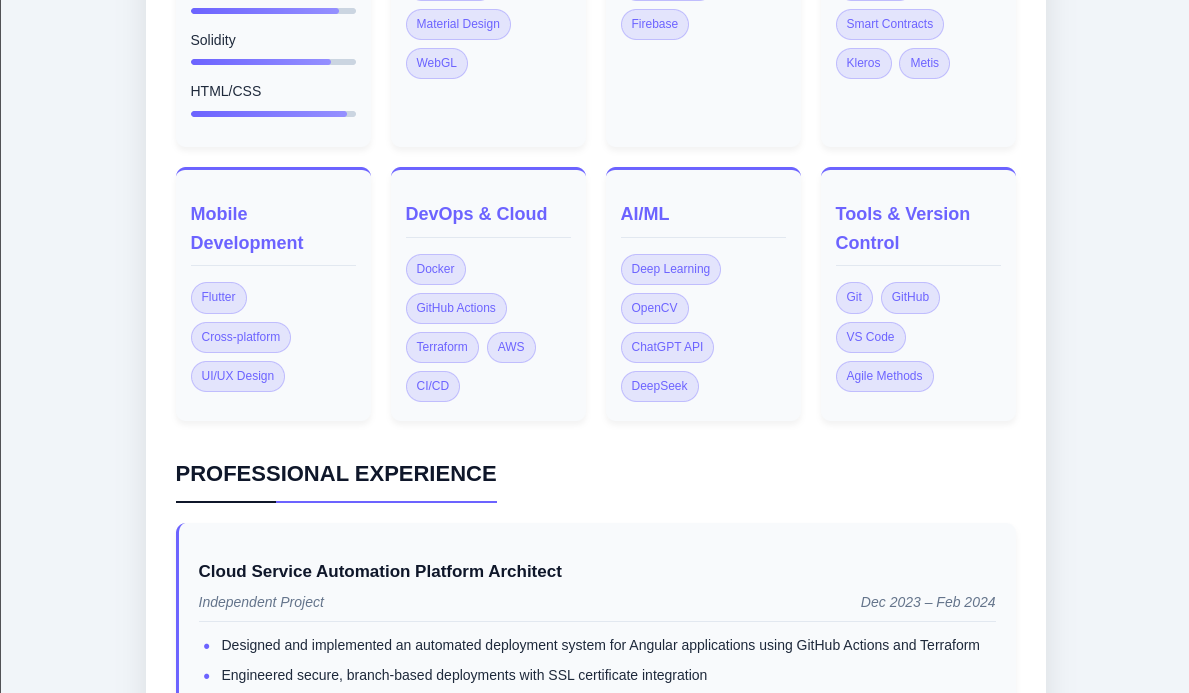 Solidity
HTML/CSS
Material Design
WebGL
Firebase
Smart Contracts
Kleros Metis
Mobile
Development
Flutter
Cross-platform
UI/UX Design
DevOps & Cloud
Docker
GitHub Actions
Terraform AWS
CI/CD
AI/ML
Deep Learning
OpenCV
ChatGPT API
DeepSeek
Tools & Version
Control
Git GitHub
VS Code
Agile Methods
PROFESSIONAL EXPERIENCE
Cloud Service Automation Platform Architect
Independent Project Dec 2023 – Feb 2024
• Designed and implemented an automated deployment system for Angular applications using GitHub Actions and Terraform
• Engineered secure, branch-based deployments with SSL certificate integration